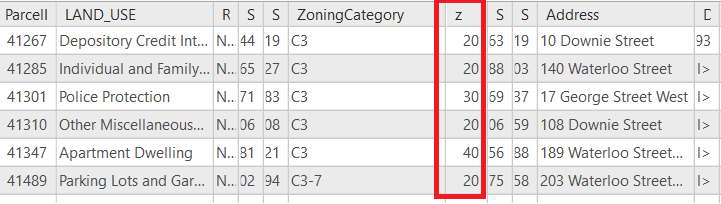 Parcell LAND_USE R S S ZoningCategory z S S Address D
41267 Depository Credit Int... N... 44 19 C3 20 63 19 10 Downie Street 93
41285 Individual and Family... N... 65 27 C3 20 88 03 140 Waterloo Street I>
41301 Police Protection N... 71 83 C3 30 69 37 17 George Street West I>
41310 Other Miscellaneous... N... 06 08 C3 20 06 59 108 Downie Street I>
41347 Apartment Dwelling N... 81 21 C3 40 56 88 189 Waterloo Street... I>
41489 Parking Lots and Gar... N... 02 94 C3-7 20 75 58 203 Waterloo Street... I>